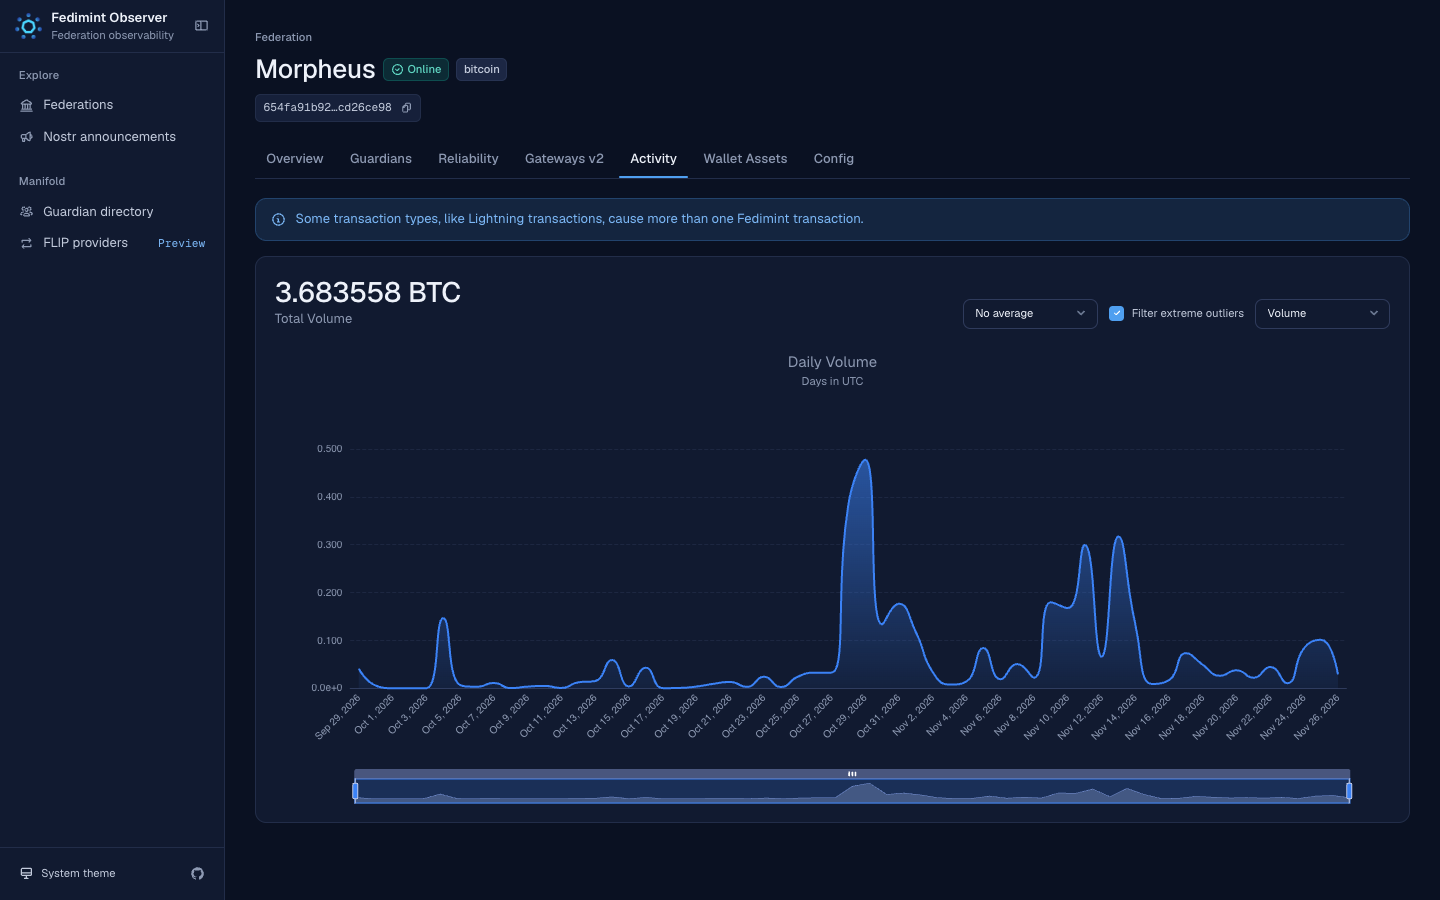 Fedimint Observer
Federation observability
Explore
Federations
Nostr announcements
Manifold
Guardian directory
FLIP providers Preview
System theme
Federation
Morpheus Online bitcoin
654fa91b92…cd26ce98
Overview Guardians Reliability Gateways v2 Activity Wallet Assets Config
Some transaction types, like Lightning transactions, cause more than one Fedimint transaction.
3.683558 BTC
Total Volume
No average Filter extreme outliers Volume
Daily Volume
Days in UTC
0.500
0.400
0.300
0.200
0.100
0.0e+0
Sep 29, 2026 Oct 1, 2026 Oct 3, 2026 Oct 5, 2026 Oct 7, 2026 Oct 9, 2026 Oct 11, 2026 Oct 13, 2026 Oct 15, 2026 Oct 17, 2026 Oct 19, 2026 Oct 21, 2026 Oct 23, 2026 Oct 25, 2026 Oct 27, 2026 Oct 29, 2026 Oct 31, 2026 Nov 2, 2026 Nov 4, 2026 Nov 6, 2026 Nov 8, 2026 Nov 10, 2026 Nov 12, 2026 Nov 14, 2026 Nov 16, 2026 Nov 18, 2026 Nov 20, 2026 Nov 22, 2026 Nov 24, 2026 Nov 26, 2026